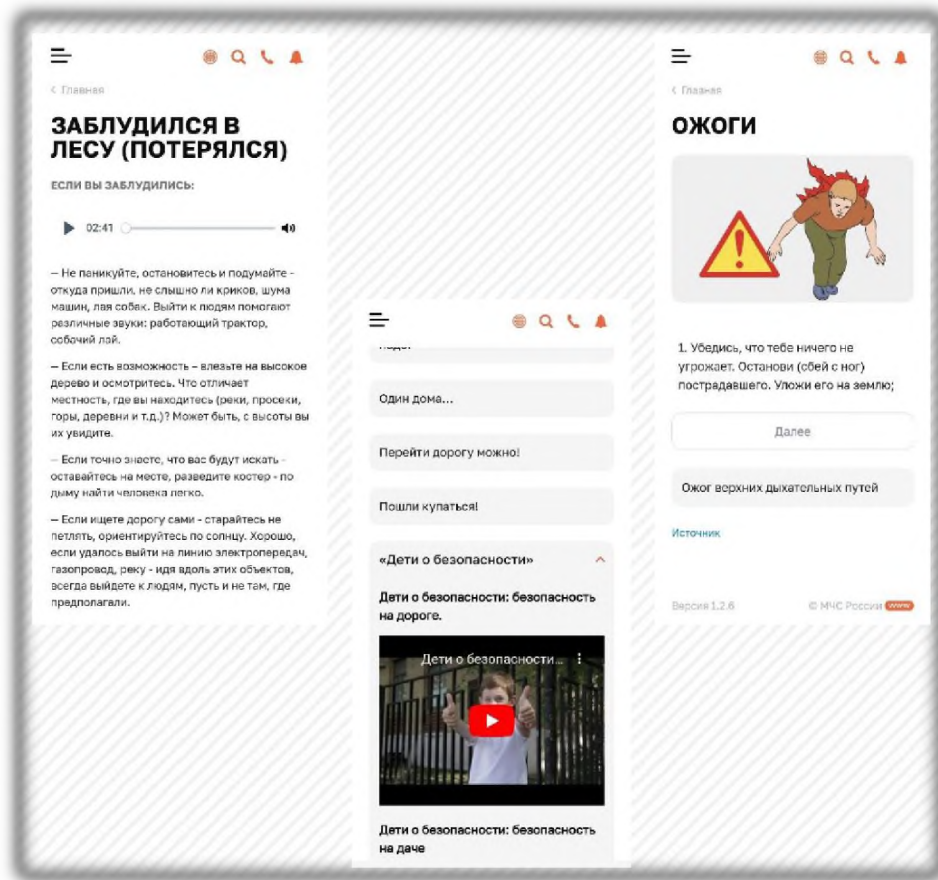 ‹ Главная
ЗАБЛУДИЛСЯ В
ЛЕСУ (ПОТЕРЯЛСЯ)
ЕСЛИ ВЫ ЗАБЛУДИЛИСЬ:
02:41
— Не паникуйте, остановитесь и подумайте -
откуда пришли, не слышно ли криков, шума
машин, лая собак. Выйти к людям помогают
различные звуки: работающий трактор,
собачий лай.
— Если есть возможность – влезьте на высокое
дерево и осмотритесь. Что отличает
местность, где вы находитесь (реки, просеки,
горы, деревни и т.д.)? Может быть, с высоты вы
их увидите.
— Если точно знаете, что вас будут искать -
оставайтесь на месте, разведите костер - по
дыму найти человека легко.
— Если ищете дорогу сами - старайтесь не
петлять, ориентируйтесь по солнцу. Хорошо,
если удалось выйти на линию электропередач,
газопровод, реку - идя вдоль этих объектов,
всегда выйдете к людям, пусть и не там, где
предполагали.
Один дома...
Перейти дорогу можно!
Пошли купаться!
«Дети о безопасности»
Дети о безопасности: безопасность
на дороге.
Дети о безопасности...
Дети о безопасности: безопасность
на даче
‹ Главная
ОЖОГИ
1. Убедись, что тебе ничего не
угрожает. Останови (сбей с ног)
пострадавшего. Уложи его на землю;
Далее
Ожог верхних дыхательных путей
Источник
Версия 1.2.6
© МЧС России www